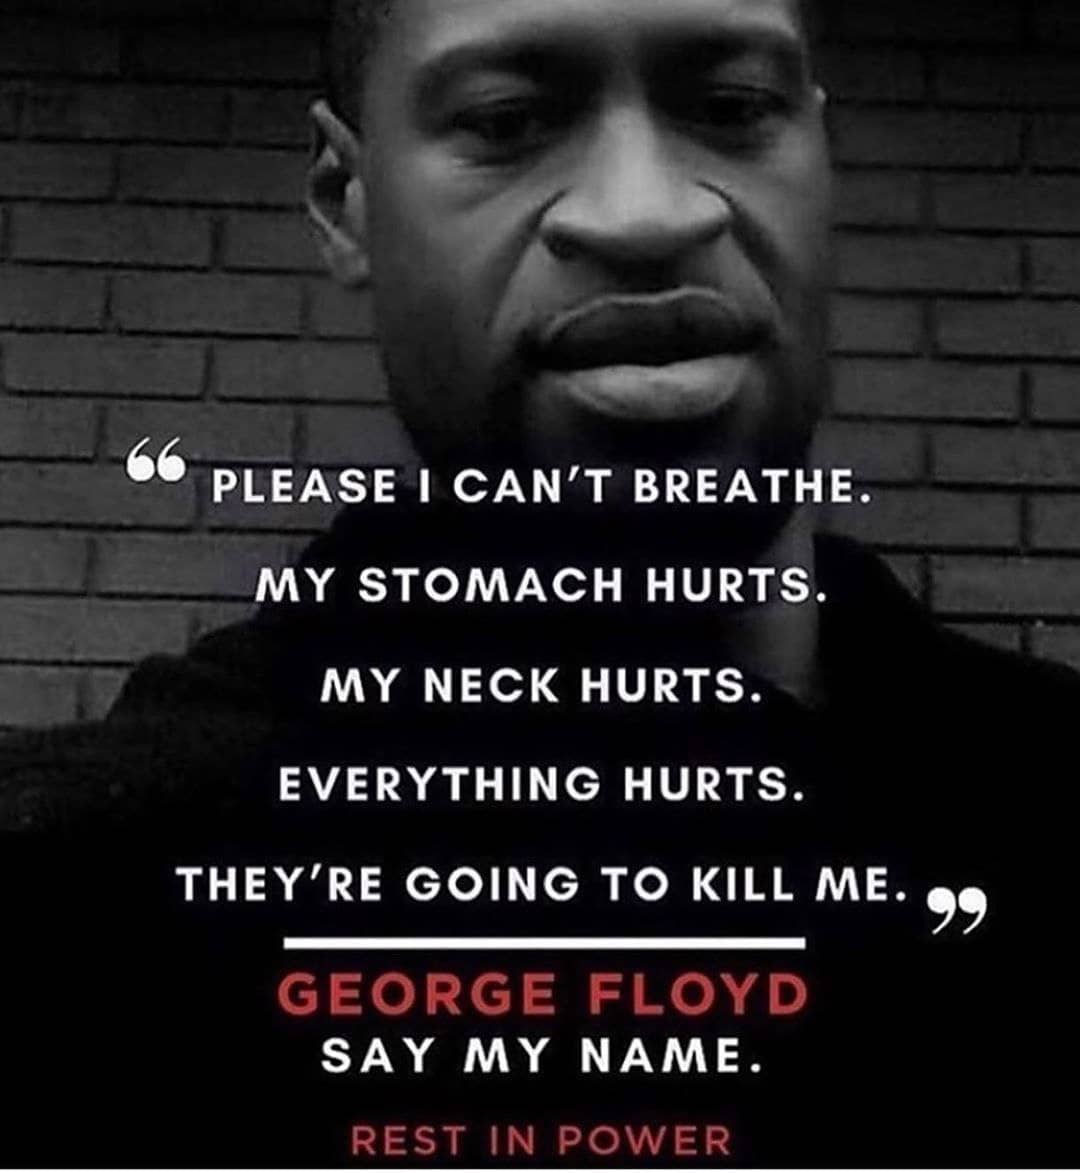 “ PLEASE I CAN’T BREATHE.
MY STOMACH HURTS.
MY NECK HURTS.
EVERYTHING HURTS.
THEY’RE GOING TO KILL ME. ”
GEORGE FLOYD
SAY MY NAME.
REST IN POWER